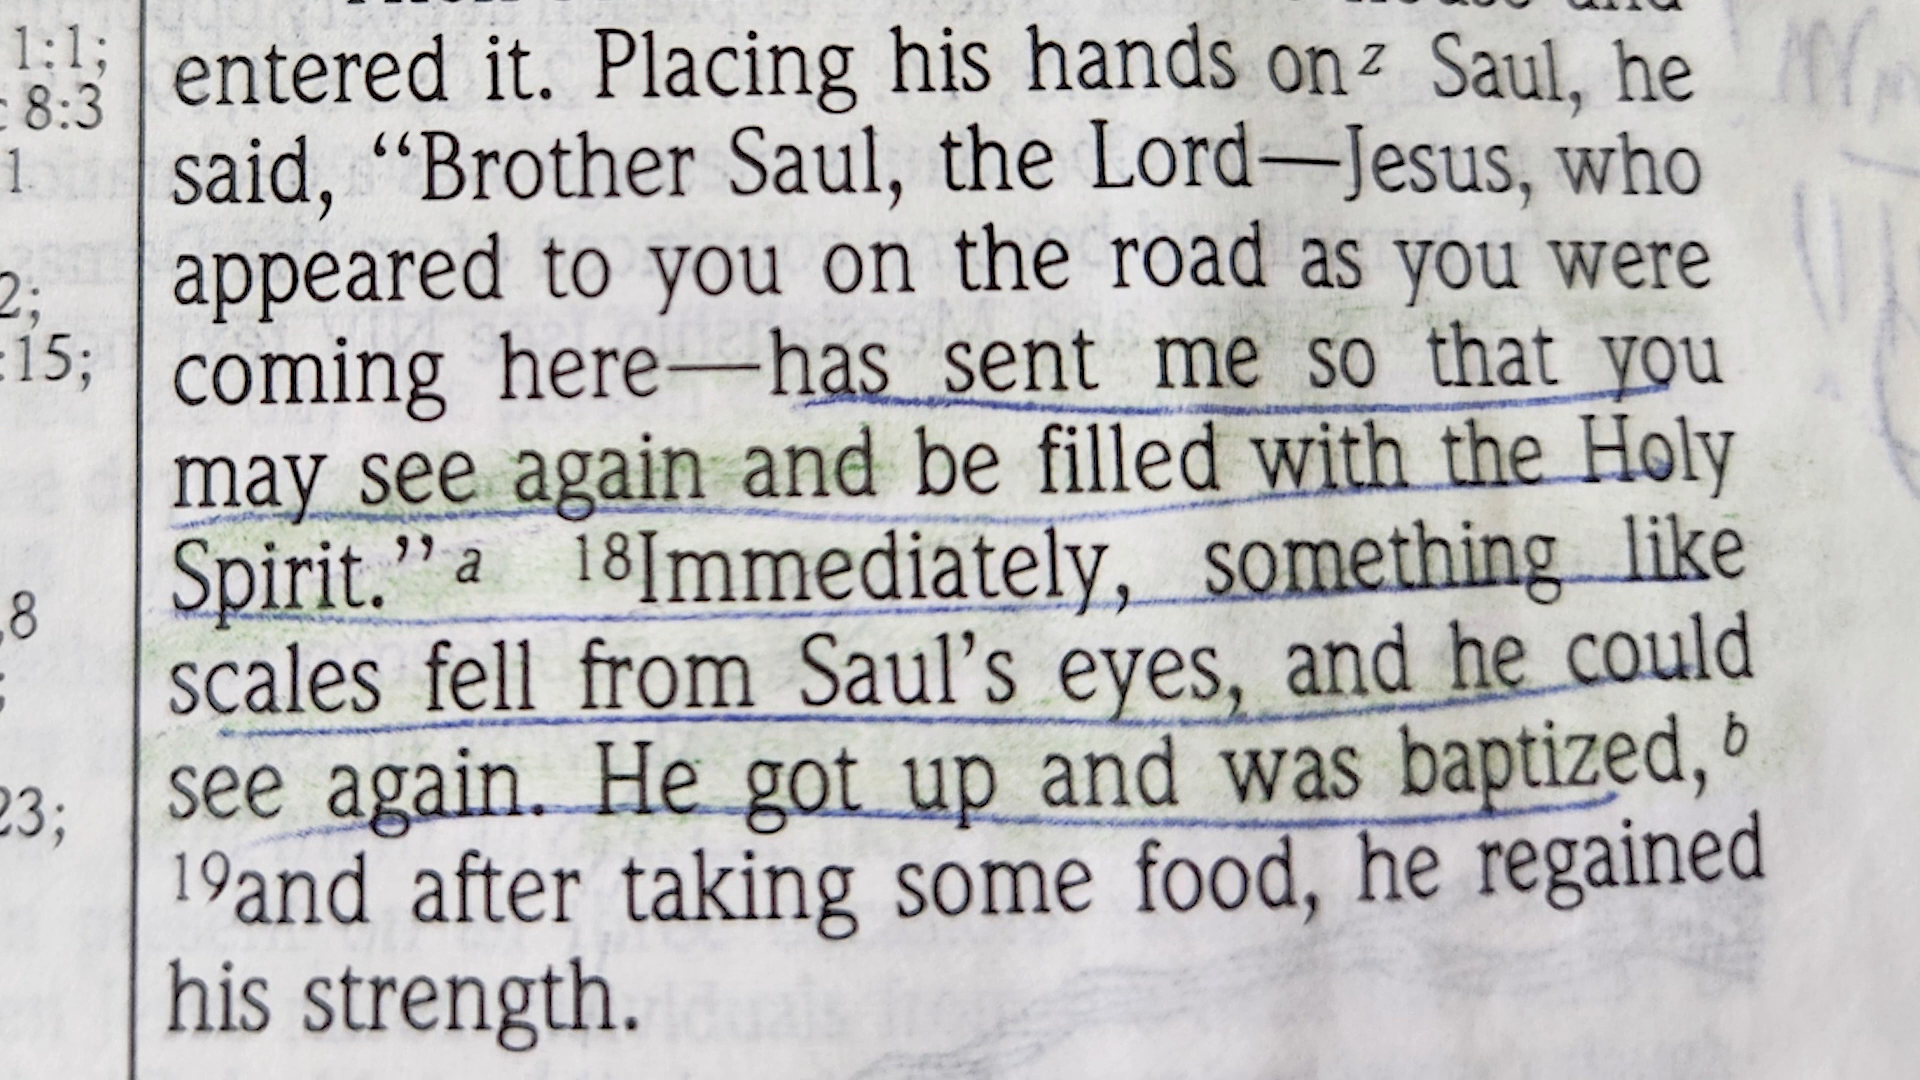 house and
1:1;
8:3
1
2;
:15;
,8
;
23;
entered it. Placing his hands on z Saul, he
said, “Brother Saul, the Lord—Jesus, who
appeared to you on the road as you were
coming here—has sent me so that you
may see again and be filled with the Holy
Spirit.” a 18Immediately, something like
scales fell from Saul’s eyes, and he could
see again. He got up and was baptized, b
19and after taking some food, he regained
his strength.